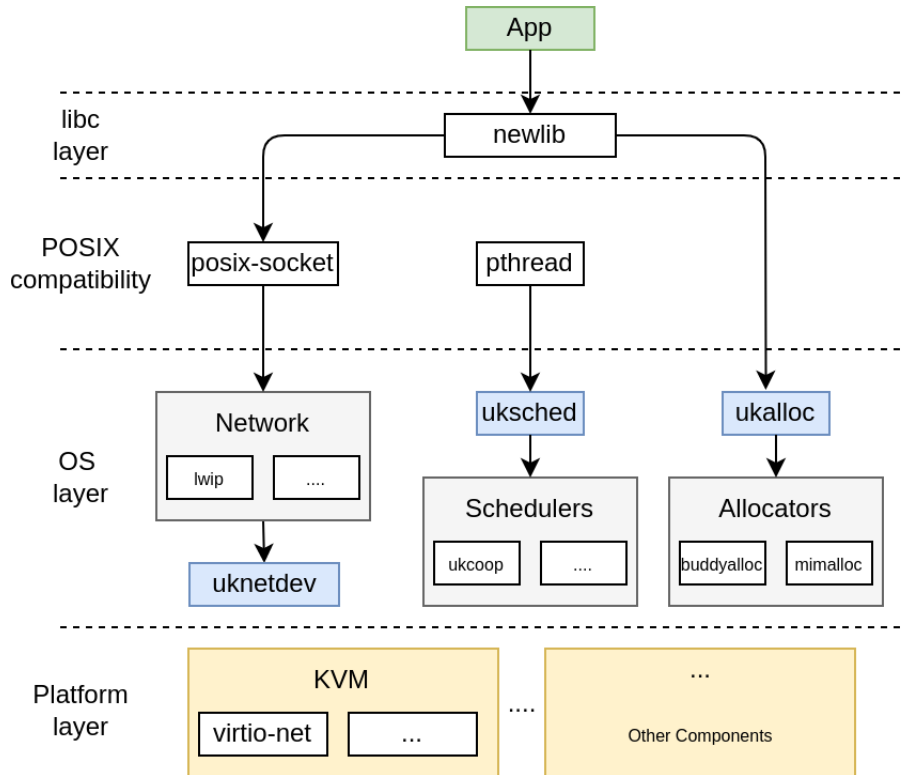 App
libc
layer
newlib
POSIX
compatibility
posix-socket
pthread
OS
layer
Network
lwip
....
uknetdev
uksched
Schedulers
ukcoop
....
ukalloc
Allocators
buddyalloc
mimalloc
Platform
layer
KVM
virtio-net
...
....
...
Other Components